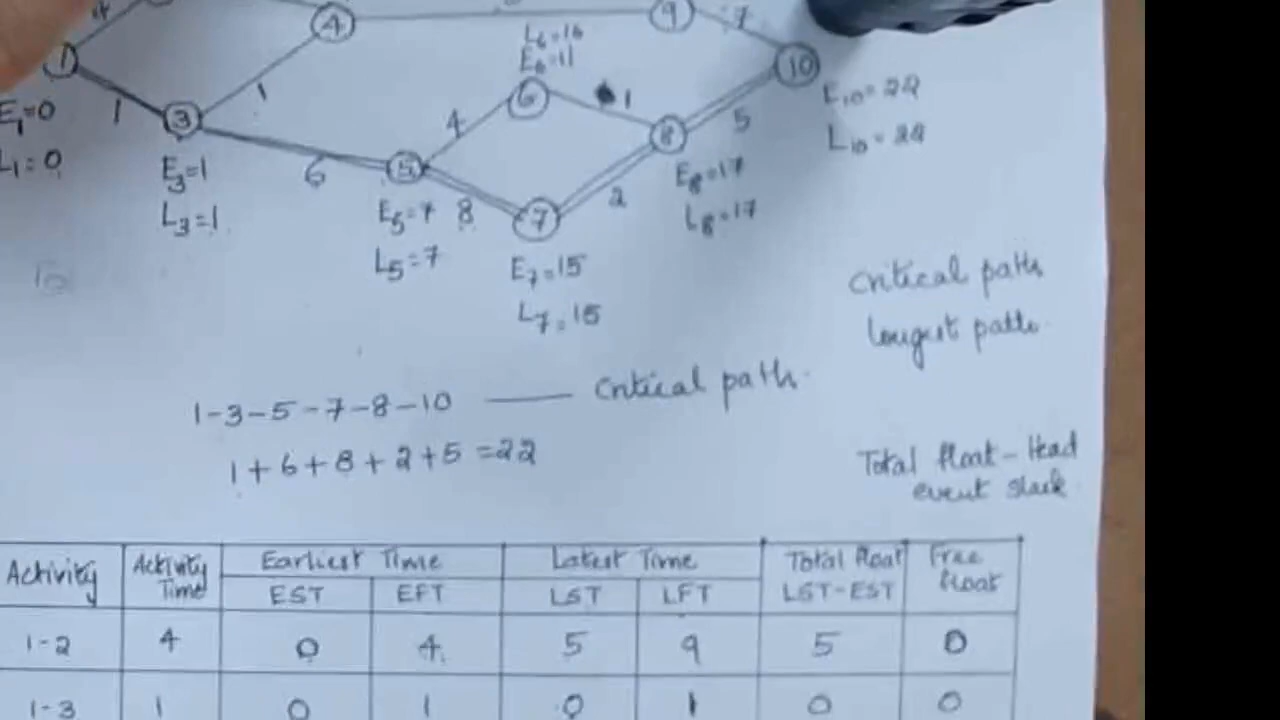 4
4
9
7
1
L6=16
E6=11
10
E1=0
1
3
1
4
6
1
8
5
E10=22
L1=0
L10=22
E3=1
6
5
2
E8=17
L3=1
E5=7
8
7
L8=17
L5=7
E7=15
L7=15
Critical path
longest path
1-3-5-7-8-10 —— Critical path
1+6+8+2+5=22
Total float - Head
event slack
Activity
Activity Time
Earliest Time
Latest Time
Total float
Free float
EST EFT LST LFT LST-EST
1-2 4 0 4 5 9 5 0
1-3 1 0 1 0 1 0 0